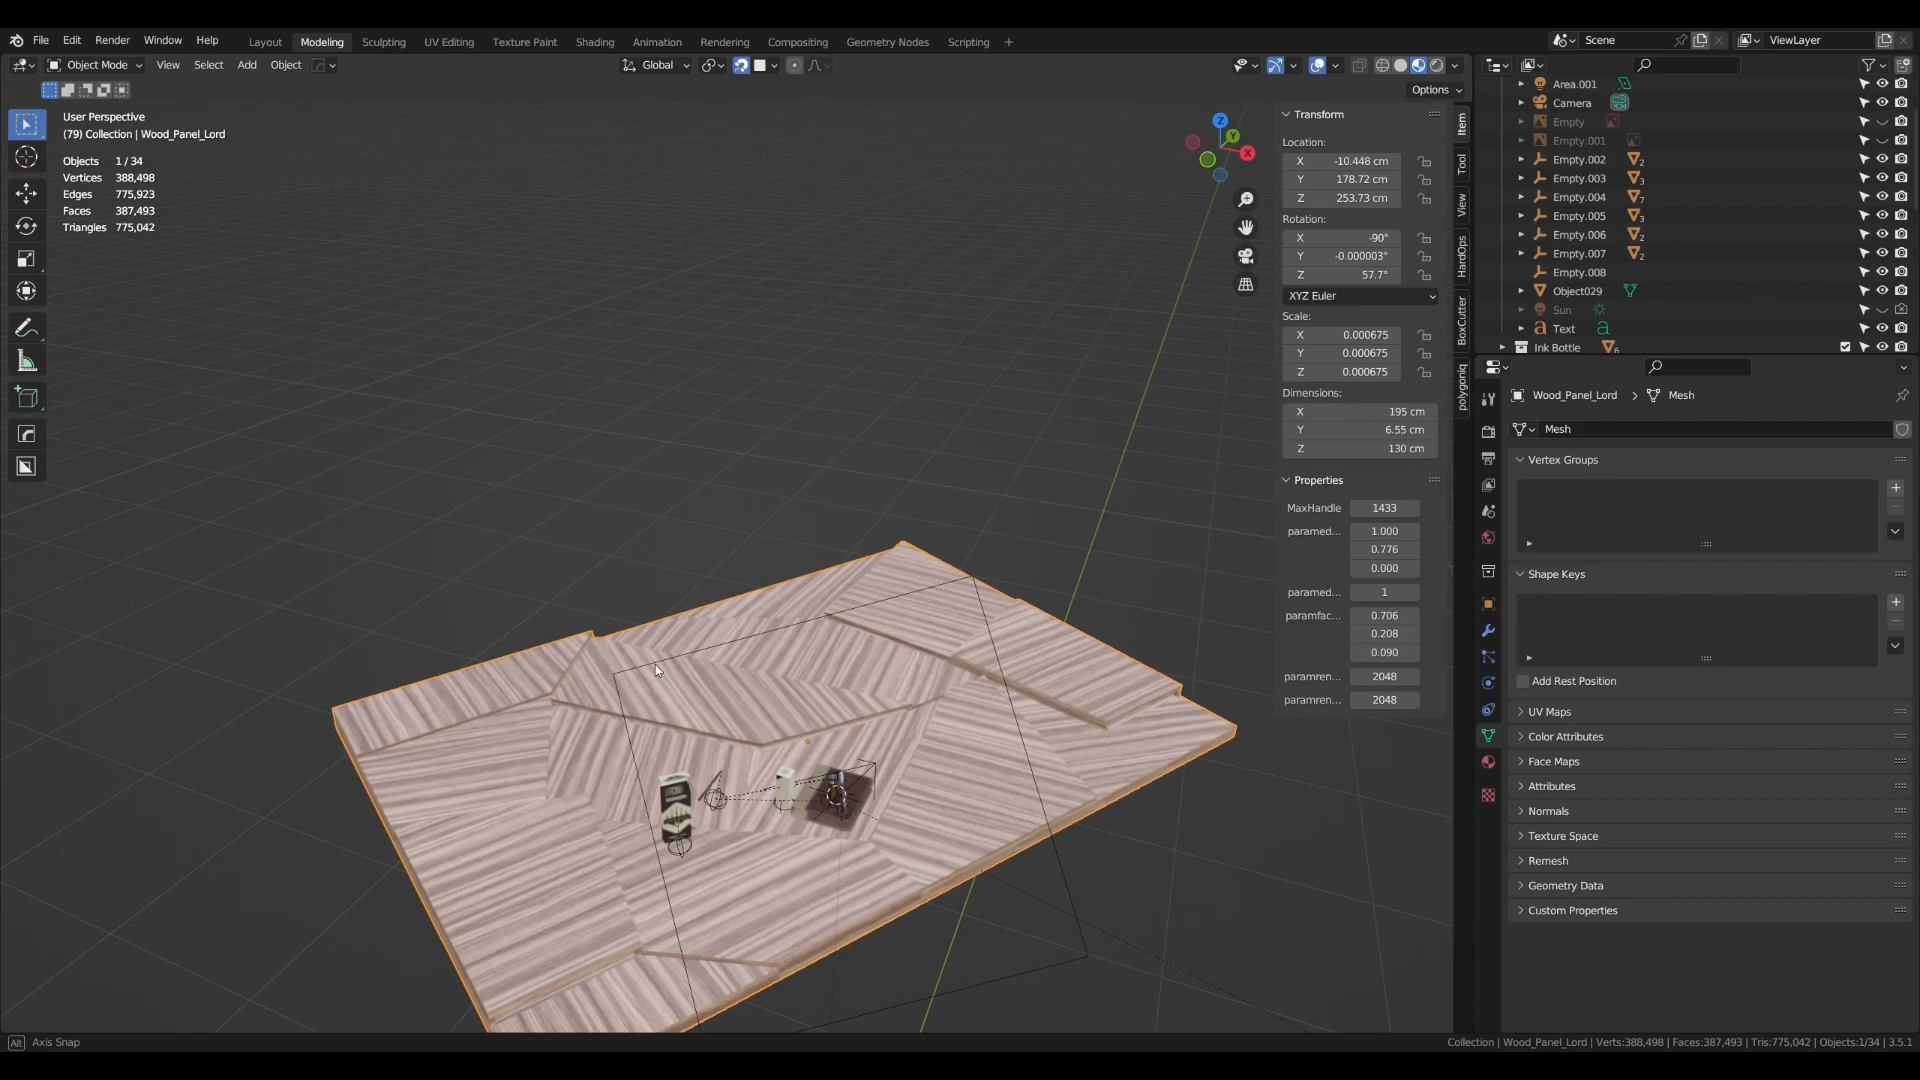 File Edit Render Window Help Layout Modeling Sculpting UV Editing Texture Paint Shading Animation Rendering Compositing Geometry Nodes Scripting + Scene ViewLayer
Object Mode View Select Add Object Global
Options
User Perspective
(79) Collection | Wood_Panel_Lord
Objects 1 / 34
Vertices 388,498
Edges 775,923
Faces 387,493
Triangles 775,042
Z
Y
X
Transform
Location:
X -10.448 cm
Y 178.72 cm
Z 253.73 cm
Rotation:
X -90°
Y -0.000003°
Z 57.7°
XYZ Euler
Scale:
X 0.000675
Y 0.000675
Z 0.000675
Dimensions:
X 195 cm
Y 6.55 cm
Z 130 cm
Properties
MaxHandle 1433
paramed... 1.000
0.776
0.000
paramed... 1
paramfac... 0.706
0.208
0.090
paramren... 2048
paramren... 2048
Item
Tool
View
HardOps
BoxCutter
polygoniq
Area.001
Camera
Empty
Empty.001
Empty.002 2
Empty.003 3
Empty.004 7
Empty.005 3
Empty.006 2
Empty.007 2
Empty.008
Object029
Sun
Text
Ink Bottle 6
Wood_Panel_Lord > Mesh
Mesh
Vertex Groups
Shape Keys
Add Rest Position
UV Maps
Color Attributes
Face Maps
Attributes
Normals
Texture Space
Remesh
Geometry Data
Custom Properties
Alt Axis Snap
Collection | Wood_Panel_Lord | Verts:388,498 | Faces:387,493 | Tris:775,042 | Objects:1/34 | 3.5.1